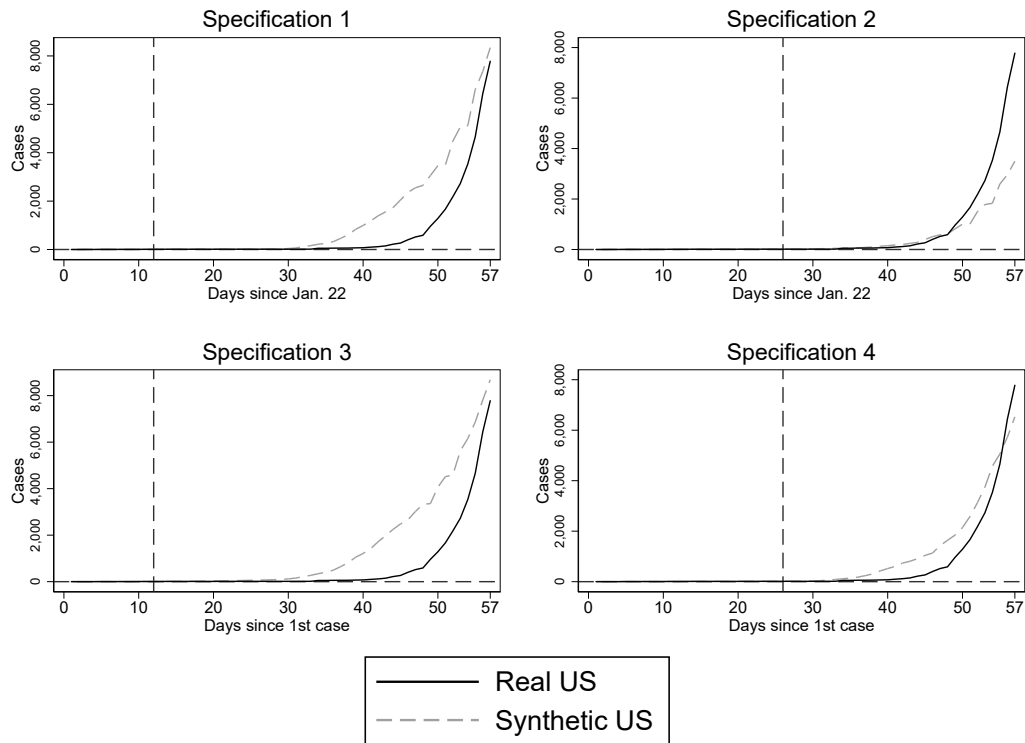 Specification 1
Cases
8,000
6,000
4,000
2,000
0
0 10 20 30 40 50 57
Days since Jan. 22
Specification 2
Cases
8,000
6,000
4,000
2,000
0
0 10 20 30 40 50 57
Days since Jan. 22
Specification 3
Cases
8,000
6,000
4,000
2,000
0
0 10 20 30 40 50 57
Days since 1st case
Specification 4
Cases
8,000
6,000
4,000
2,000
0
0 10 20 30 40 50 57
Days since 1st case
Real US
Synthetic US